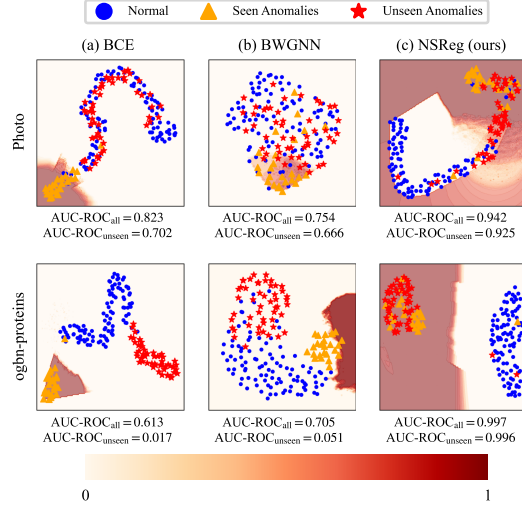 Normal Seen Anomalies Unseen Anomalies
(a) BCE (b) BWGNN (c) NSReg (ours)
Photo
AUC-ROCall = 0.823 AUC-ROCall = 0.754 AUC-ROCall = 0.942
AUC-ROCunseen = 0.702 AUC-ROCunseen = 0.666 AUC-ROCunseen = 0.925
ogbn-proteins
AUC-ROCall = 0.613 AUC-ROCall = 0.705 AUC-ROCall = 0.997
AUC-ROCunseen = 0.017 AUC-ROCunseen = 0.051 AUC-ROCunseen = 0.996
0 1